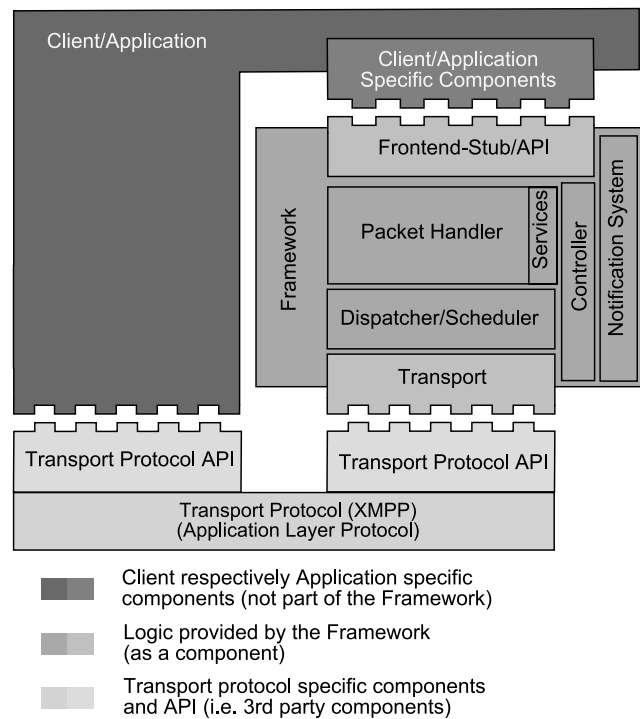 Client/Application
Client/Application
Specific Components
Frontend-Stub/API
Framework
Packet Handler
Services
Controller
Notification System
Dispatcher/Scheduler
Transport
Transport Protocol API
Transport Protocol API
Transport Protocol (XMPP)
(Application Layer Protocol)
Client respectively Application specific
components (not part of the Framework)
Logic provided by the Framework
(as a component)
Transport protocol specific components
and API (i.e. 3rd party components)